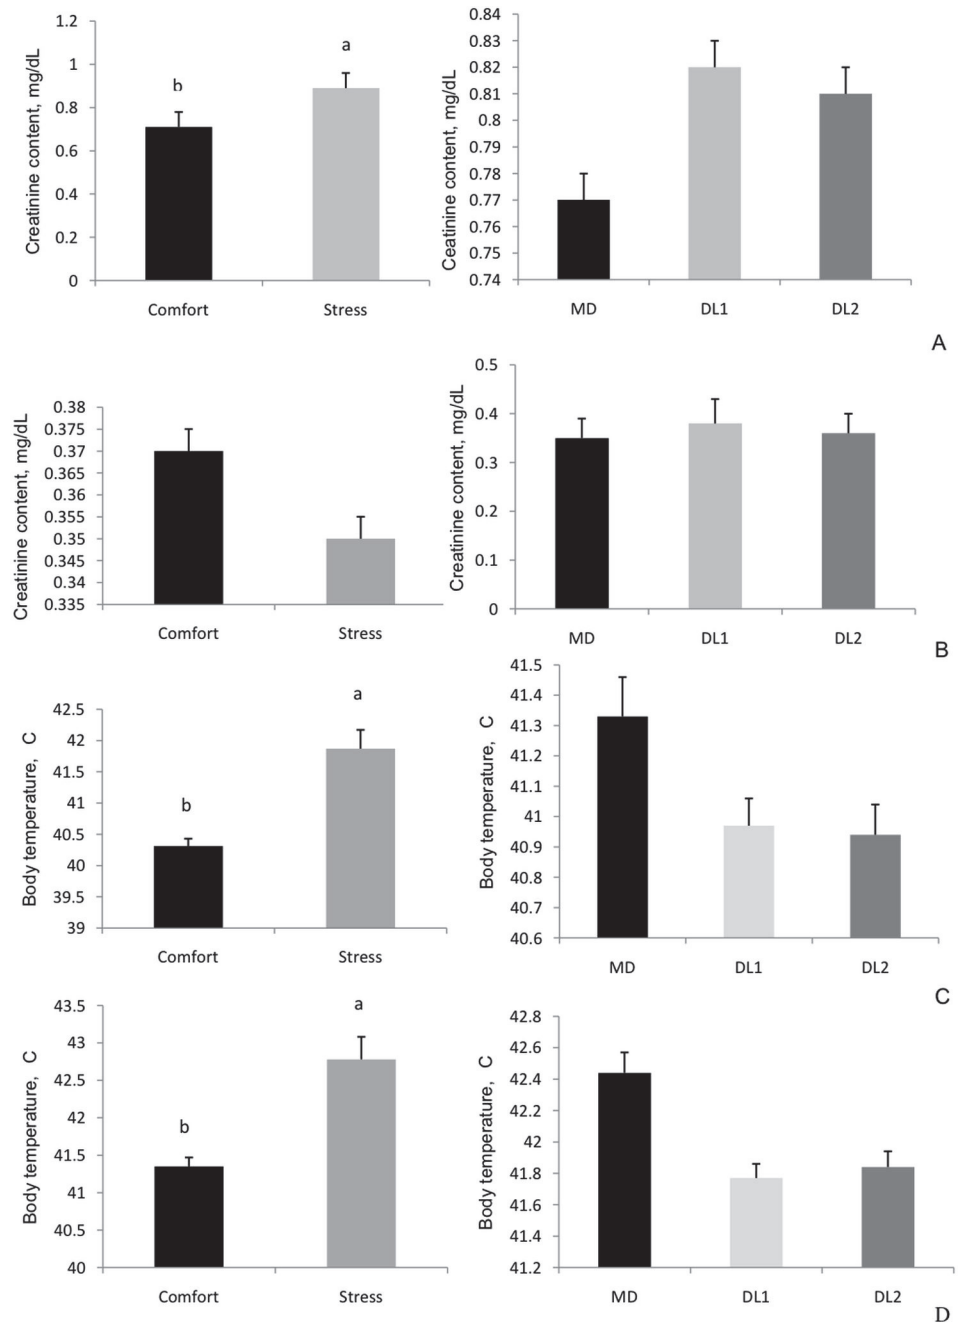 Creatinine content, mg/dL
1.2
1
0.8
0.6
0.4
0.2
0
b
a
Comfort Stress
Ceatinine content, mg/dL
0.84
0.83
0.82
0.81
0.8
0.79
0.78
0.77
0.76
0.75
0.74
MD DL1 DL2
A
Creatinine content, mg/dL
0.38
0.375
0.37
0.365
0.36
0.355
0.35
0.345
0.34
0.335
Comfort Stress
Creatinine content, mg/dL
0.5
0.4
0.3
0.2
0.1
0
MD DL1 DL2
B
Body temperature, C
42.5
42
41.5
41
40.5
40
39.5
39
b
a
Comfort Stress
Body temperature, C
41.5
41.4
41.3
41.2
41.1
41
40.9
40.8
40.7
40.6
MD DL1 DL2
C
Body temperature, C
43.5
43
42.5
42
41.5
41
40.5
40
b
a
Comfort Stress
Body temperature, C
42.8
42.6
42.4
42.2
42
41.8
41.6
41.4
41.2
MD DL1 DL2
D